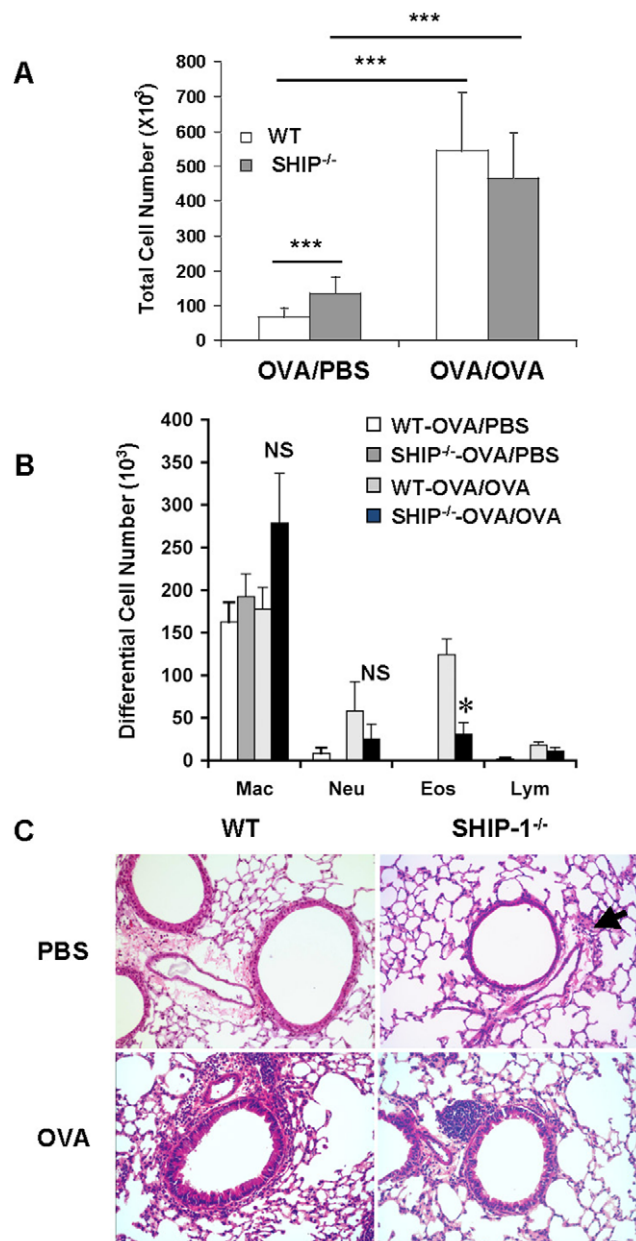 A
***
***
Total Cell Number (X10³)
800
700
600
500
400
300
200
100
0
WT
SHIP-/-
***
OVA/PBS
OVA/OVA
B
Differential Cell Number (10³)
400
350
300
250
200
150
100
50
0
NS
NS
*
WT-OVA/PBS
SHIP-/--OVA/PBS
WT-OVA/OVA
SHIP-/--OVA/OVA
Mac
Neu
Eos
Lym
C
WT
SHIP-1-/-
PBS
OVA